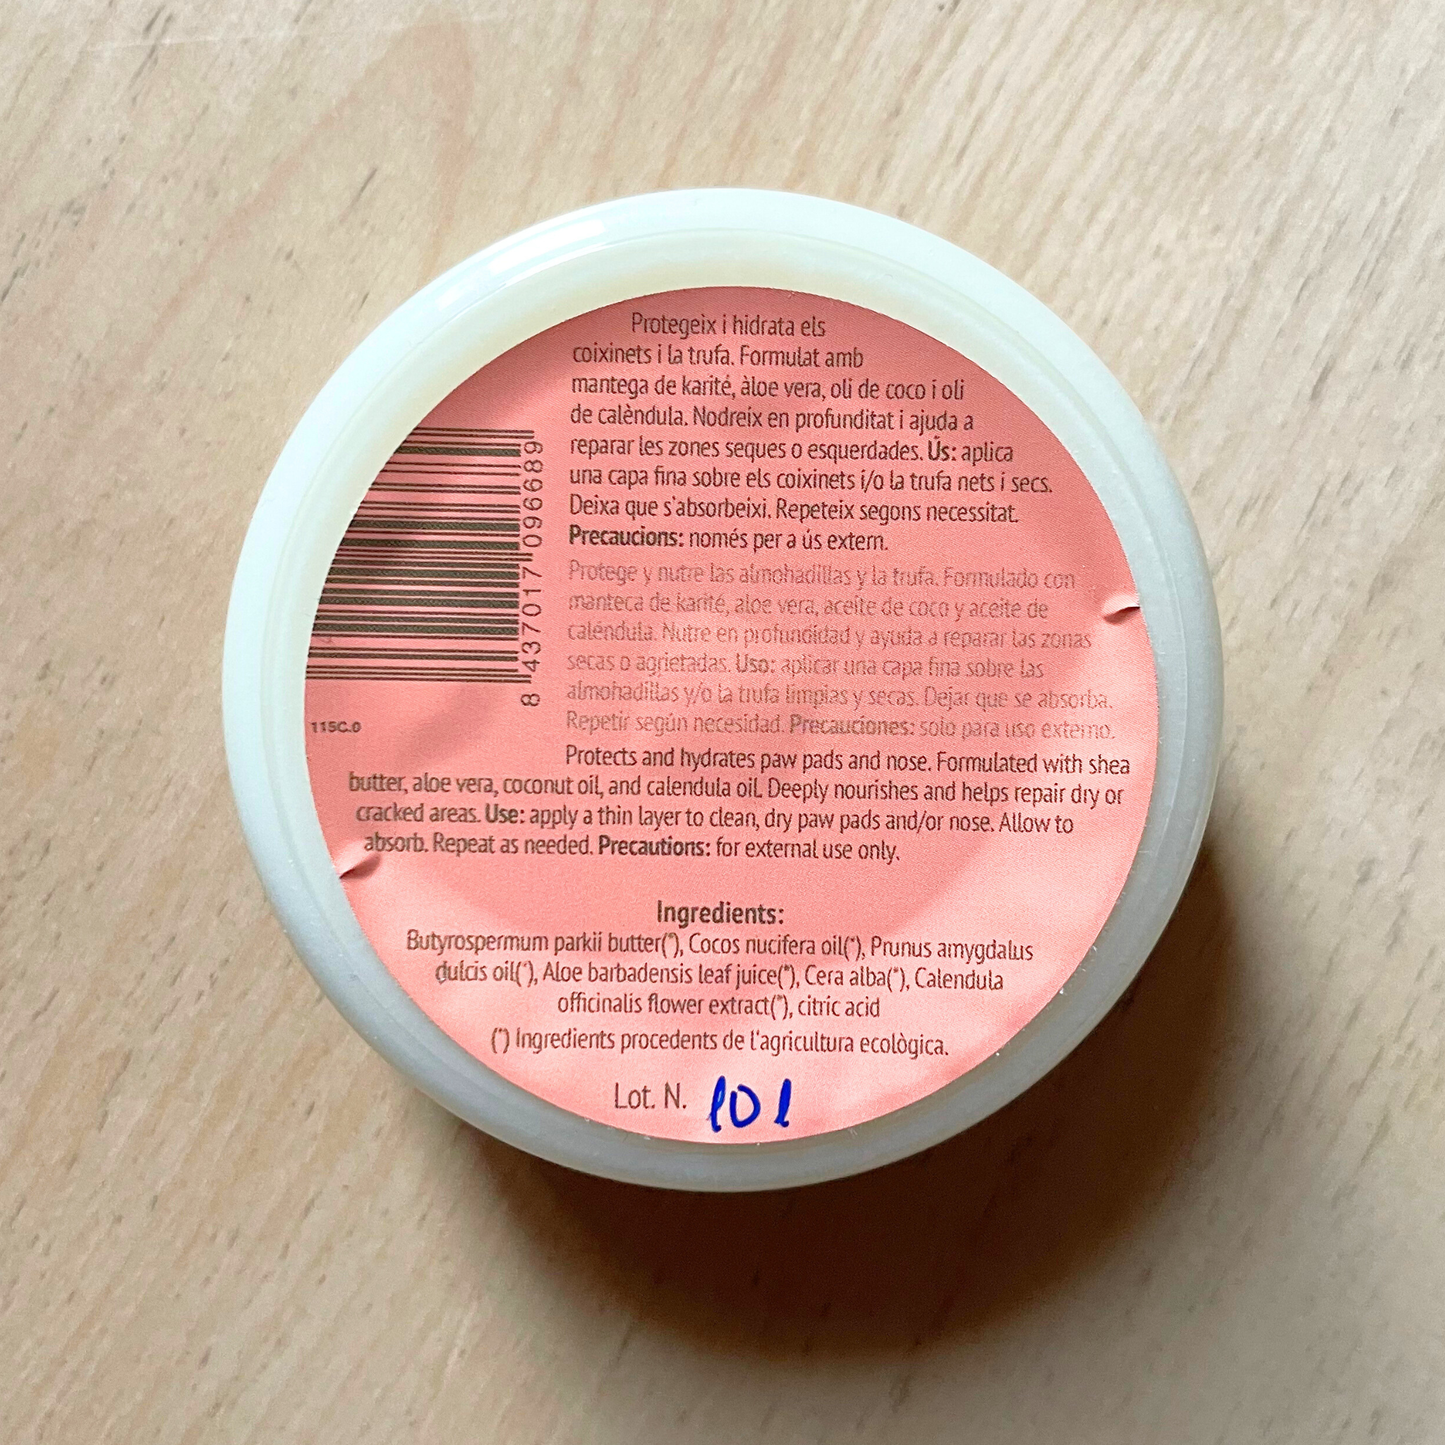 Protegeix i hidrata els
coixinets i la trufa. Formulat amb
mantega de karité, àloe vera, oli de coco i oli
de calèndula. Nodreix en profunditat i ajuda a
reparar les zones seques o esquerdades. Ús: aplica
una capa fina sobre els coixinets i/o la trufa nets i secs.
Deixa que s'absorbeixi. Repeteix segons necessitat.
Precaucions: només per a ús extern.
Protege y nutre las almohadillas y la trufa. Formulado con
manteca de karité, aloe vera, aceite de coco y aceite de
caléndula. Nutre en profundidad y ayuda a reparar las zonas
secas o agrietadas. Uso: aplicar una capa fina sobre las
almohadillas y/o la trufa limpias y secas. Dejar que se absorba.
Repetir según necesidad. Precauciones: solo para uso externo.
Protects and hydrates paw pads and nose. Formulated with shea
butter, aloe vera, coconut oil, and calendula oil. Deeply nourishes and helps repair dry or
cracked areas. Use: apply a thin layer to clean, dry paw pads and/or nose. Allow to
absorb. Repeat as needed. Precautions: for external use only.
8 437017 096689
115C.0
Ingredients:
Butyrospermum parkii butter(*), Cocos nucifera oil(*), Prunus amygdalus
dulcis oil(*), Aloe barbadensis leaf juice(*), Cera alba(*), Calendula
officinalis flower extract(*), citric acid
(*) Ingredients procedents de l'agricultura ecològica.
Lot. N. 101